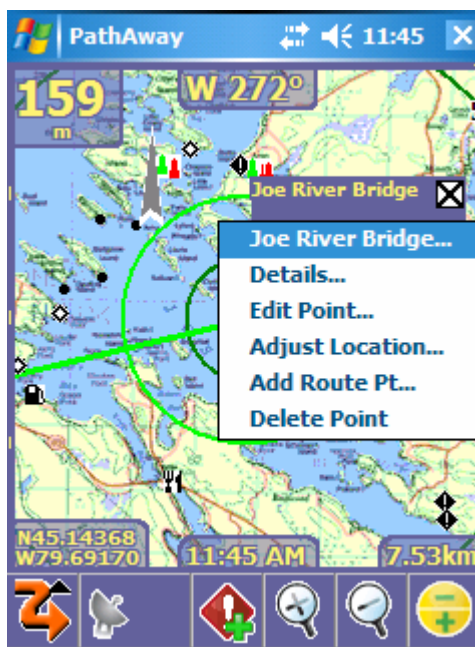 PathAway 11:45
159
m
W 272º
Joe River Bridge
Joe River Bridge...
Details...
Edit Point...
Adjust Location...
Add Route Pt...
Delete Point
N45.14368
W79.69170
11:45 AM
7.53km